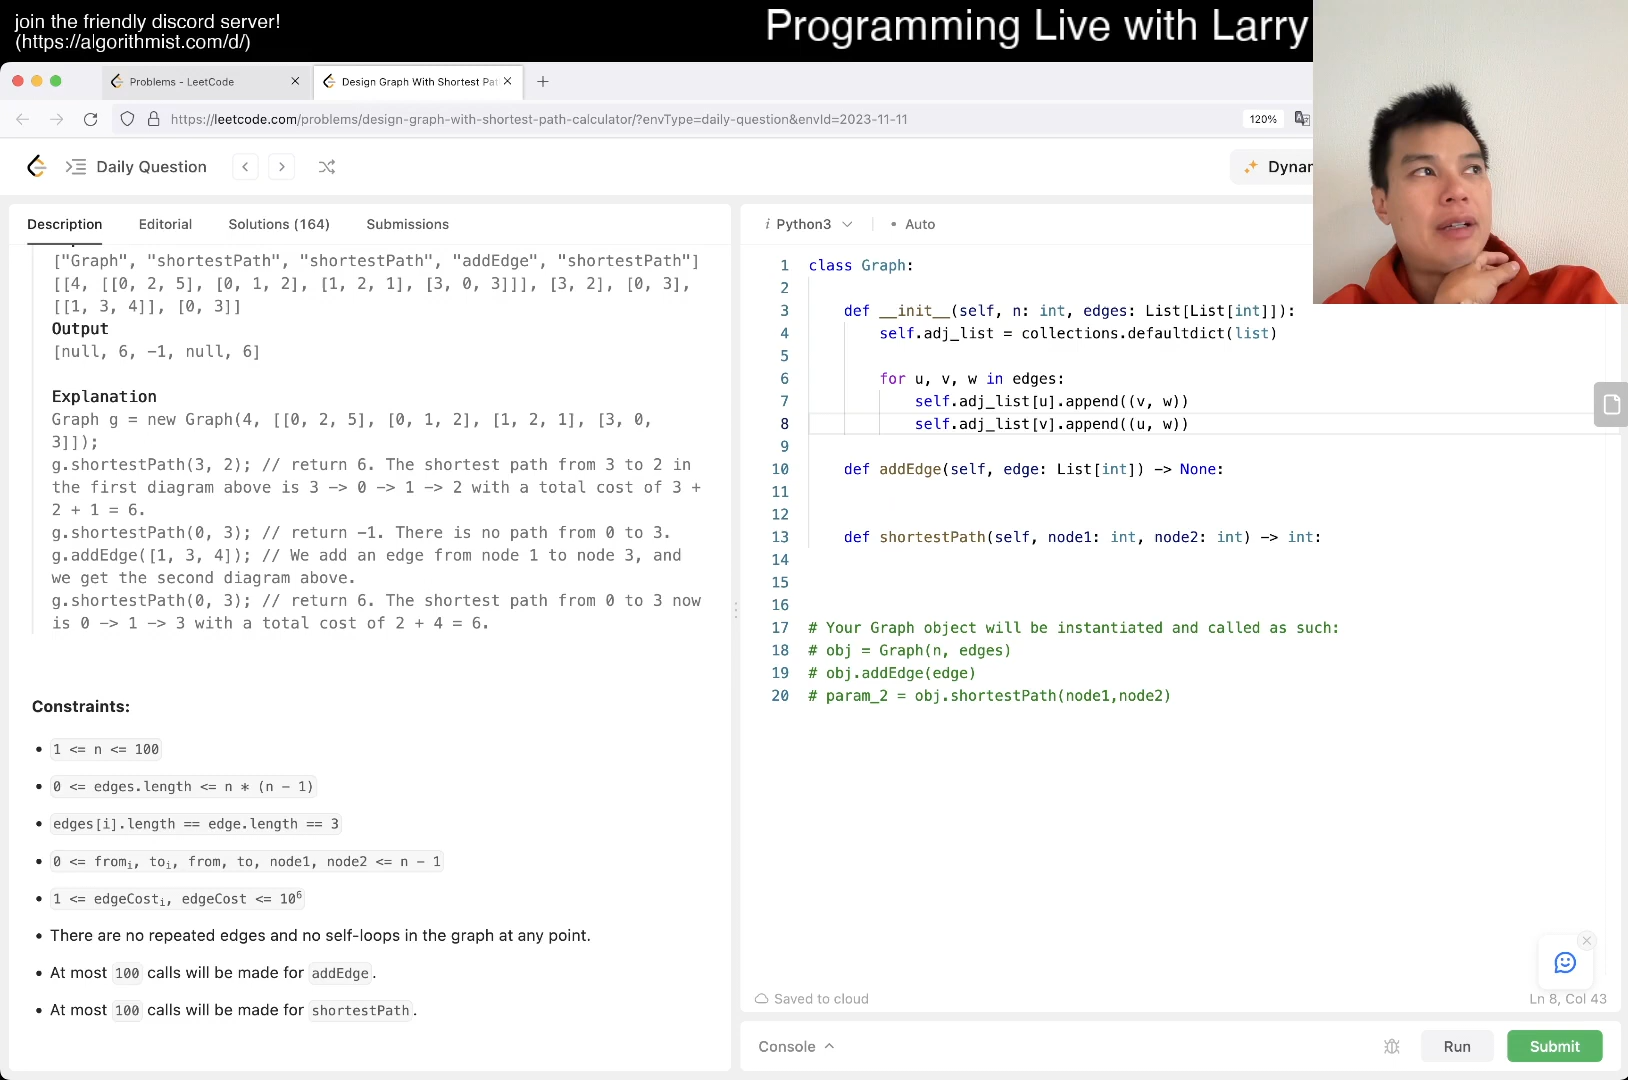 join the friendly discord server!
(https://algorithmist.com/d/)
Programming Live with Larry
Problems - LeetCode
Design Graph With Shortest Pat
https://leetcode.com/problems/design-graph-with-shortest-path-calculator/?envType=daily-question&envId=2023-11-11
120%
Daily Question
Dynam
Description
Editorial
Solutions (164)
Submissions
["Graph", "shortestPath", "shortestPath", "addEdge", "shortestPath"]
[[4, [[0, 2, 5], [0, 1, 2], [1, 2, 1], [3, 0, 3]]], [3, 2], [0, 3],
[[1, 3, 4]], [0, 3]]
Output
[null, 6, -1, null, 6]
Explanation
Graph g = new Graph(4, [[0, 2, 5], [0, 1, 2], [1, 2, 1], [3, 0,
3]]);
g.shortestPath(3, 2); // return 6. The shortest path from 3 to 2 in
the first diagram above is 3 -> 0 -> 1 -> 2 with a total cost of 3 +
2 + 1 = 6.
g.shortestPath(0, 3); // return -1. There is no path from 0 to 3.
g.addEdge([1, 3, 4]); // We add an edge from node 1 to node 3, and
we get the second diagram above.
g.shortestPath(0, 3); // return 6. The shortest path from 0 to 3 now
is 0 -> 1 -> 3 with a total cost of 2 + 4 = 6.
Constraints:
• 1 <= n <= 100
• 0 <= edges.length <= n * (n - 1)
• edges[i].length == edge.length == 3
• 0 <= fromi, toi, from, to, node1, node2 <= n - 1
• 1 <= edgeCosti, edgeCost <= 10^6
• There are no repeated edges and no self-loops in the graph at any point.
• At most 100 calls will be made for addEdge.
• At most 100 calls will be made for shortestPath.
i Python3
• Auto
1 class Graph:
2
3 def __init__(self, n: int, edges: List[List[int]]):
4 self.adj_list = collections.defaultdict(list)
5
6 for u, v, w in edges:
7 self.adj_list[u].append((v, w))
8 self.adj_list[v].append((u, w))
9
10 def addEdge(self, edge: List[int]) -> None:
11
12
13 def shortestPath(self, node1: int, node2: int) -> int:
14
15
16
17 # Your Graph object will be instantiated and called as such:
18 # obj = Graph(n, edges)
19 # obj.addEdge(edge)
20 # param_2 = obj.shortestPath(node1,node2)
Saved to cloud
Ln 8, Col 43
Console
Run
Submit